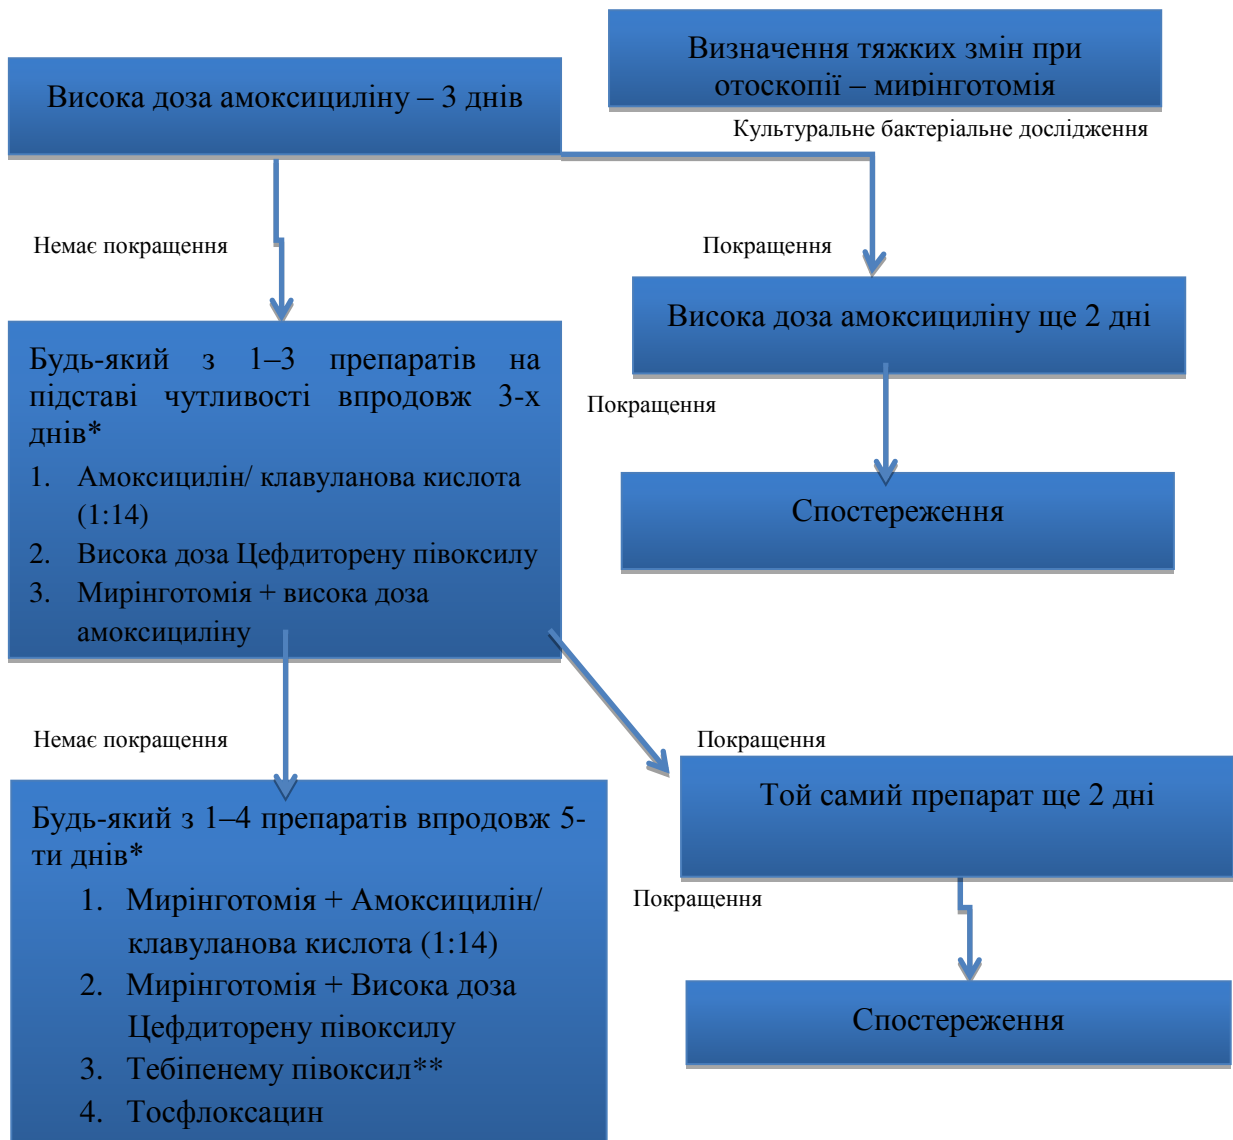 Визначення тяжких змін при
отоскопії – мирінготомія
Висока доза амоксициліну – 3 днів
Культуральне бактеріальне дослідження
Немає покращення
Покращення
Висока доза амоксициліну ще 2 дні
Будь-який з 1–3 препаратів на
підставі чутливості впродовж 3-х
днів*
1. Амоксицилін/ клавуланова кислота
(1:14)
2. Висока доза Цефдиторену півоксилу
3. Мирінготомія + висока доза
амоксициліну
Покращення
Спостереження
Немає покращення
Покращення
Той самий препарат ще 2 дні
Будь-який з 1–4 препаратів впродовж 5-
ти днів*
1. Мирінготомія + Амоксицилін/
клавуланова кислота (1:14)
2. Мирінготомія + Висока доза
Цефдиторену півоксилу
3. Тебіпенему півоксил**
4. Тосфлоксацин
Покращення
Спостереження